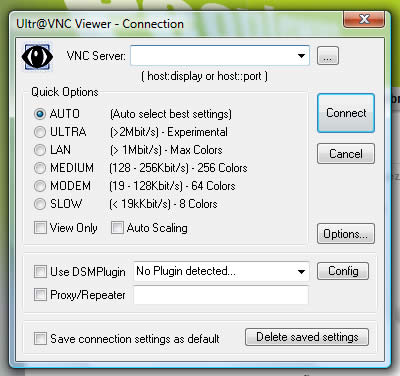 Ultr@VNC Viewer - Connection
VNC Server:
...
( host:display or host::port )
Quick Options
AUTO (Auto select best settings)
ULTRA (>2Mbit/s) - Experimental
LAN (> 1Mbit/s) - Max Colors
MEDIUM (128 - 256Kbit/s) - 256 Colors
MODEM (19 - 128Kbit/s) - 64 Colors
SLOW (< 19kKbit/s) - 8 Colors
View Only Auto Scaling
Connect
Cancel
Options...
Use DSMPlugin No Plugin detected... Config
Proxy/Repeater
Save connection settings as default Delete saved settings